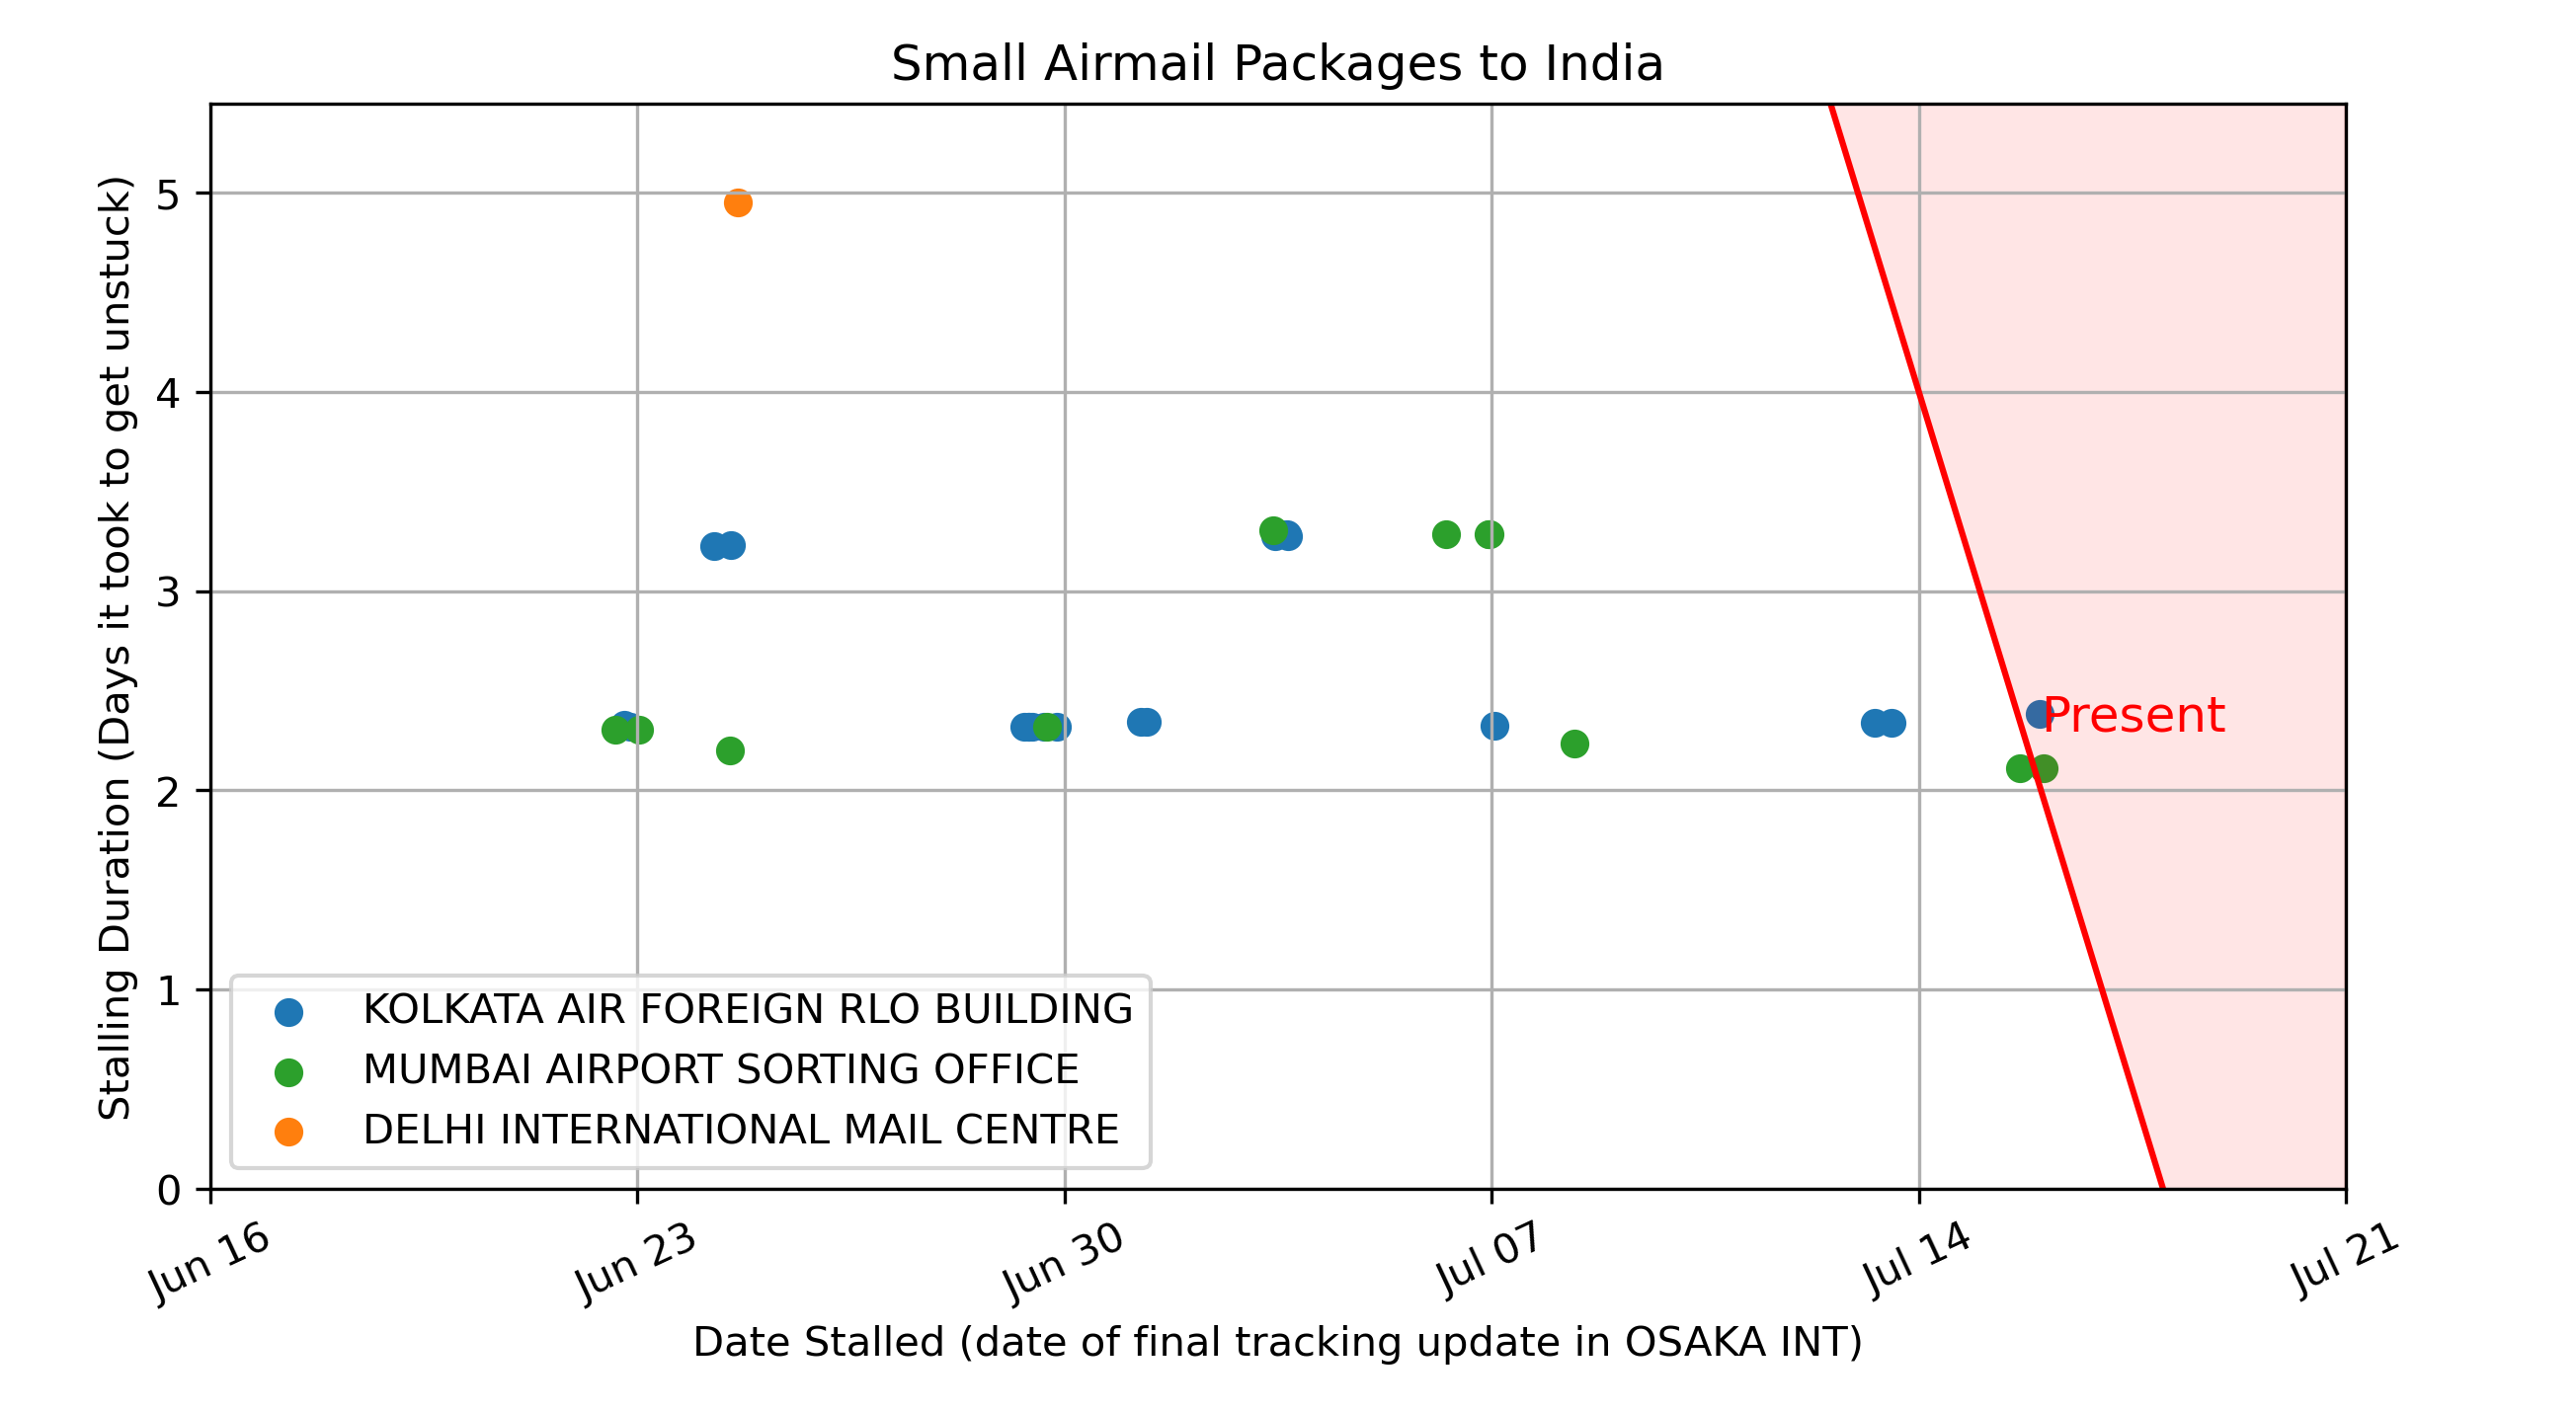 Small Airmail Packages to India
Stalling Duration (Days it took to get unstuck)
5
4
3
2
1
0
Present
KOLKATA AIR FOREIGN RLO BUILDING
MUMBAI AIRPORT SORTING OFFICE
DELHI INTERNATIONAL MAIL CENTRE
Jun 16
Jun 23
Jun 30
Jul 07
Jul 14
Jul 21
Date Stalled (date of final tracking update in OSAKA INT)